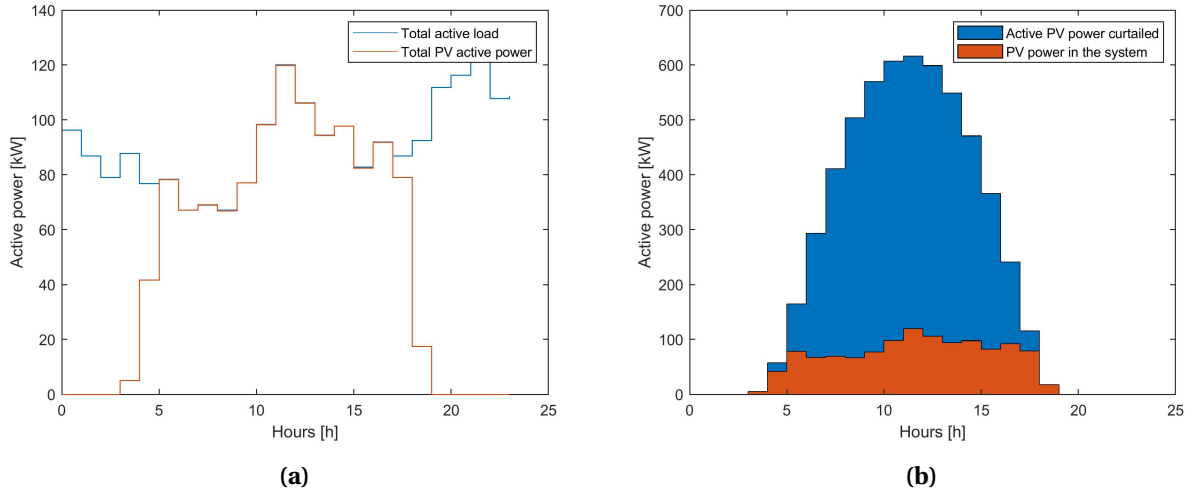 140
120
100
80
60
40
20
0
Active power [kW]
Total active load
Total PV active power
0 5 10 15 20 25
Hours [h]
(a)
700
600
500
400
300
200
100
0
Active power [kW]
Active PV power curtailed
PV power in the system
0 5 10 15 20 25
Hours [h]
(b)